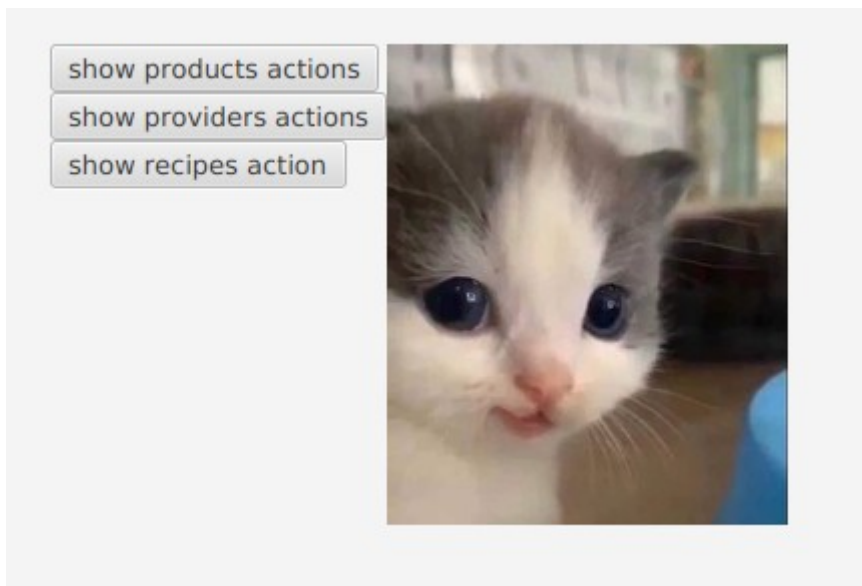 show products actions
show providers actions
show recipes action